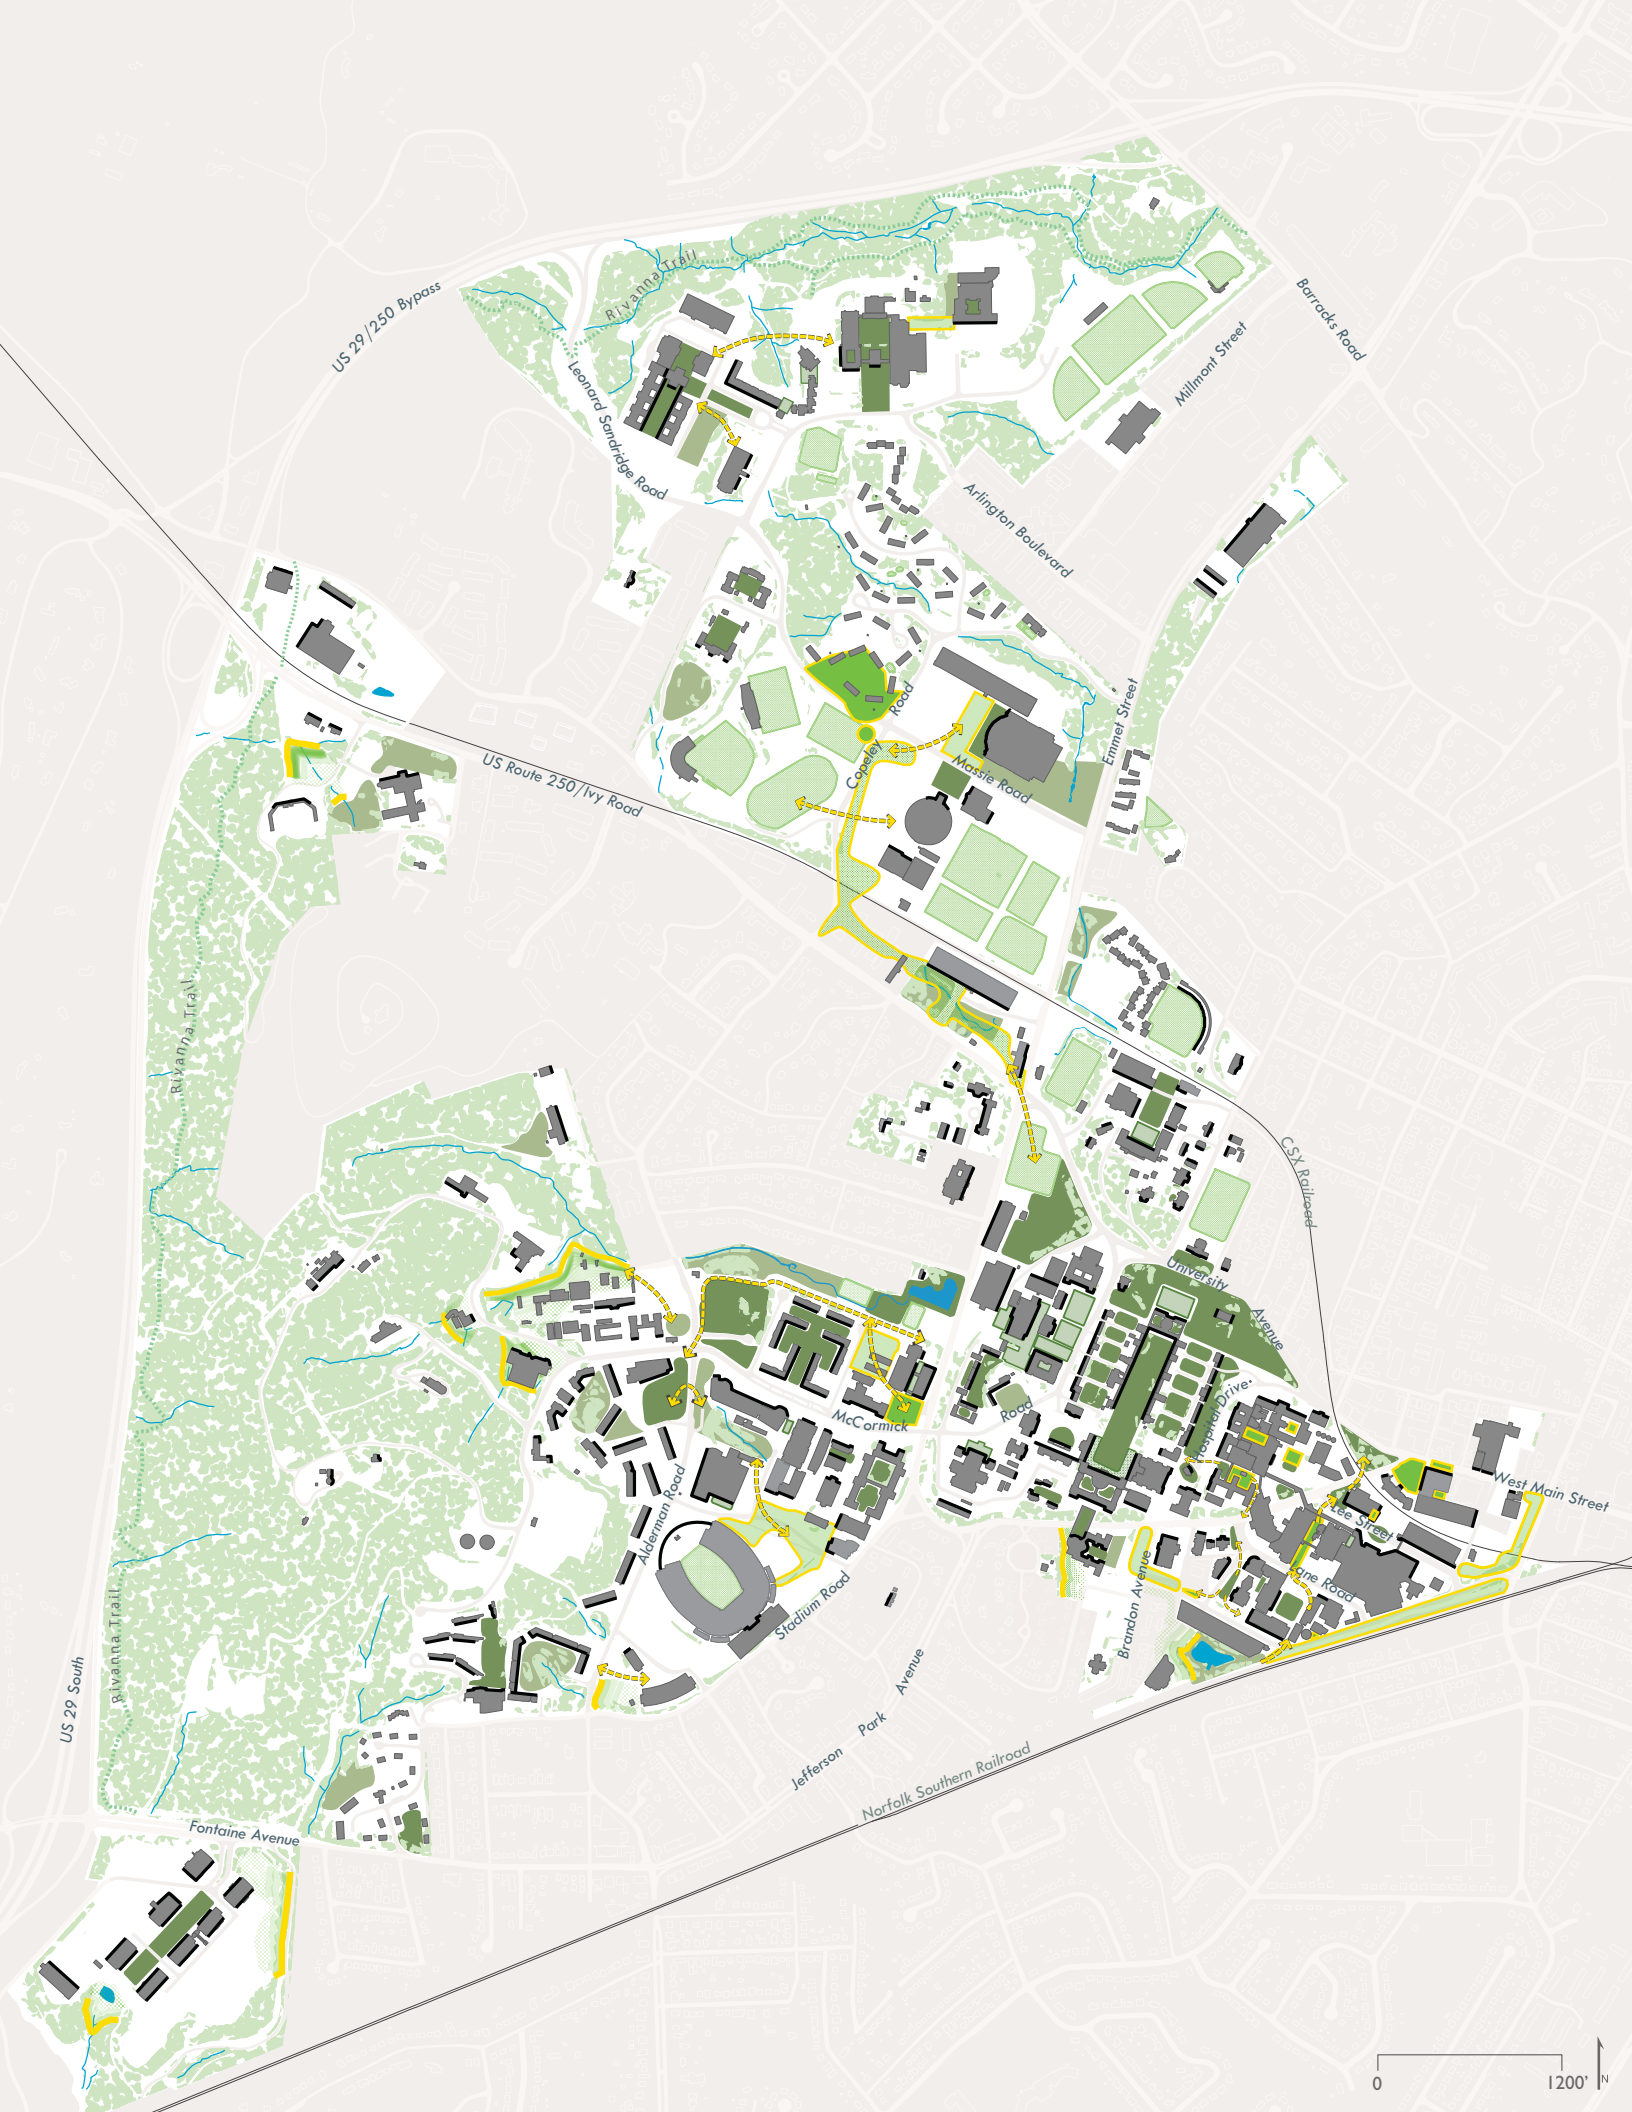 Rivanna Trail
US 29/250 Bypass
Barracks Road
Millmont Street
Leonard Sandridge Road
Arlington Boulevard
Emmet Street
Copeley
Road
Massie Road
US Route 250/Ivy Road
Rivanna Trail
CSX Railroad
University
Avenue
Hospital Drive
McCormick
Road
West Main Street
Lee Street
Lane Road
Alderman Road
Brandon Avenue
Stadium Road
Rivanna Trail
US 29 South
Jefferson
Park
Avenue
Norfolk Southern Railroad
Fontaine Avenue
0
1200'
N